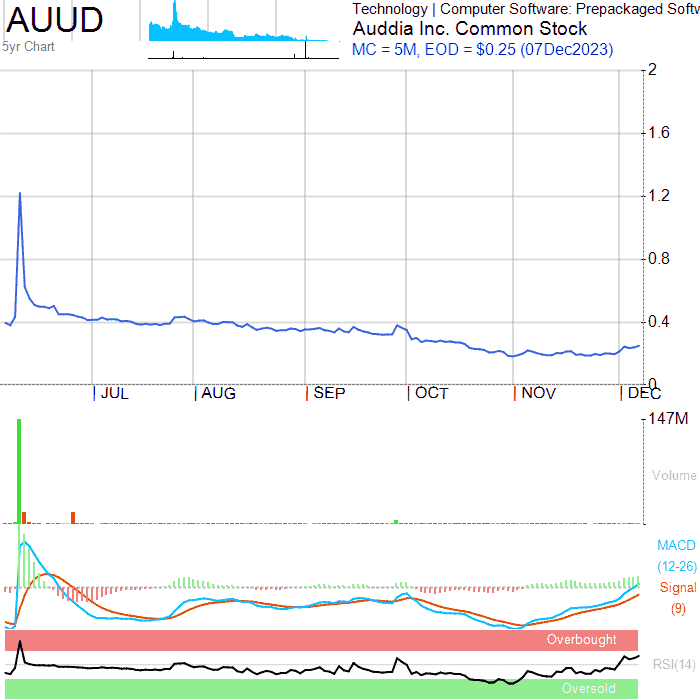 AUUD
5yr Chart
Technology | Computer Software: Prepackaged Softw
Auddia Inc. Common Stock
MC = 5M, EOD = $0.25 (07Dec2023)
2
1.6
1.2
0.8
0.4
0
JUL AUG SEP OCT NOV DEC
147M
Volume
MACD
(12-26)
Signal
(9)
Overbought
RSI(14)
Oversold